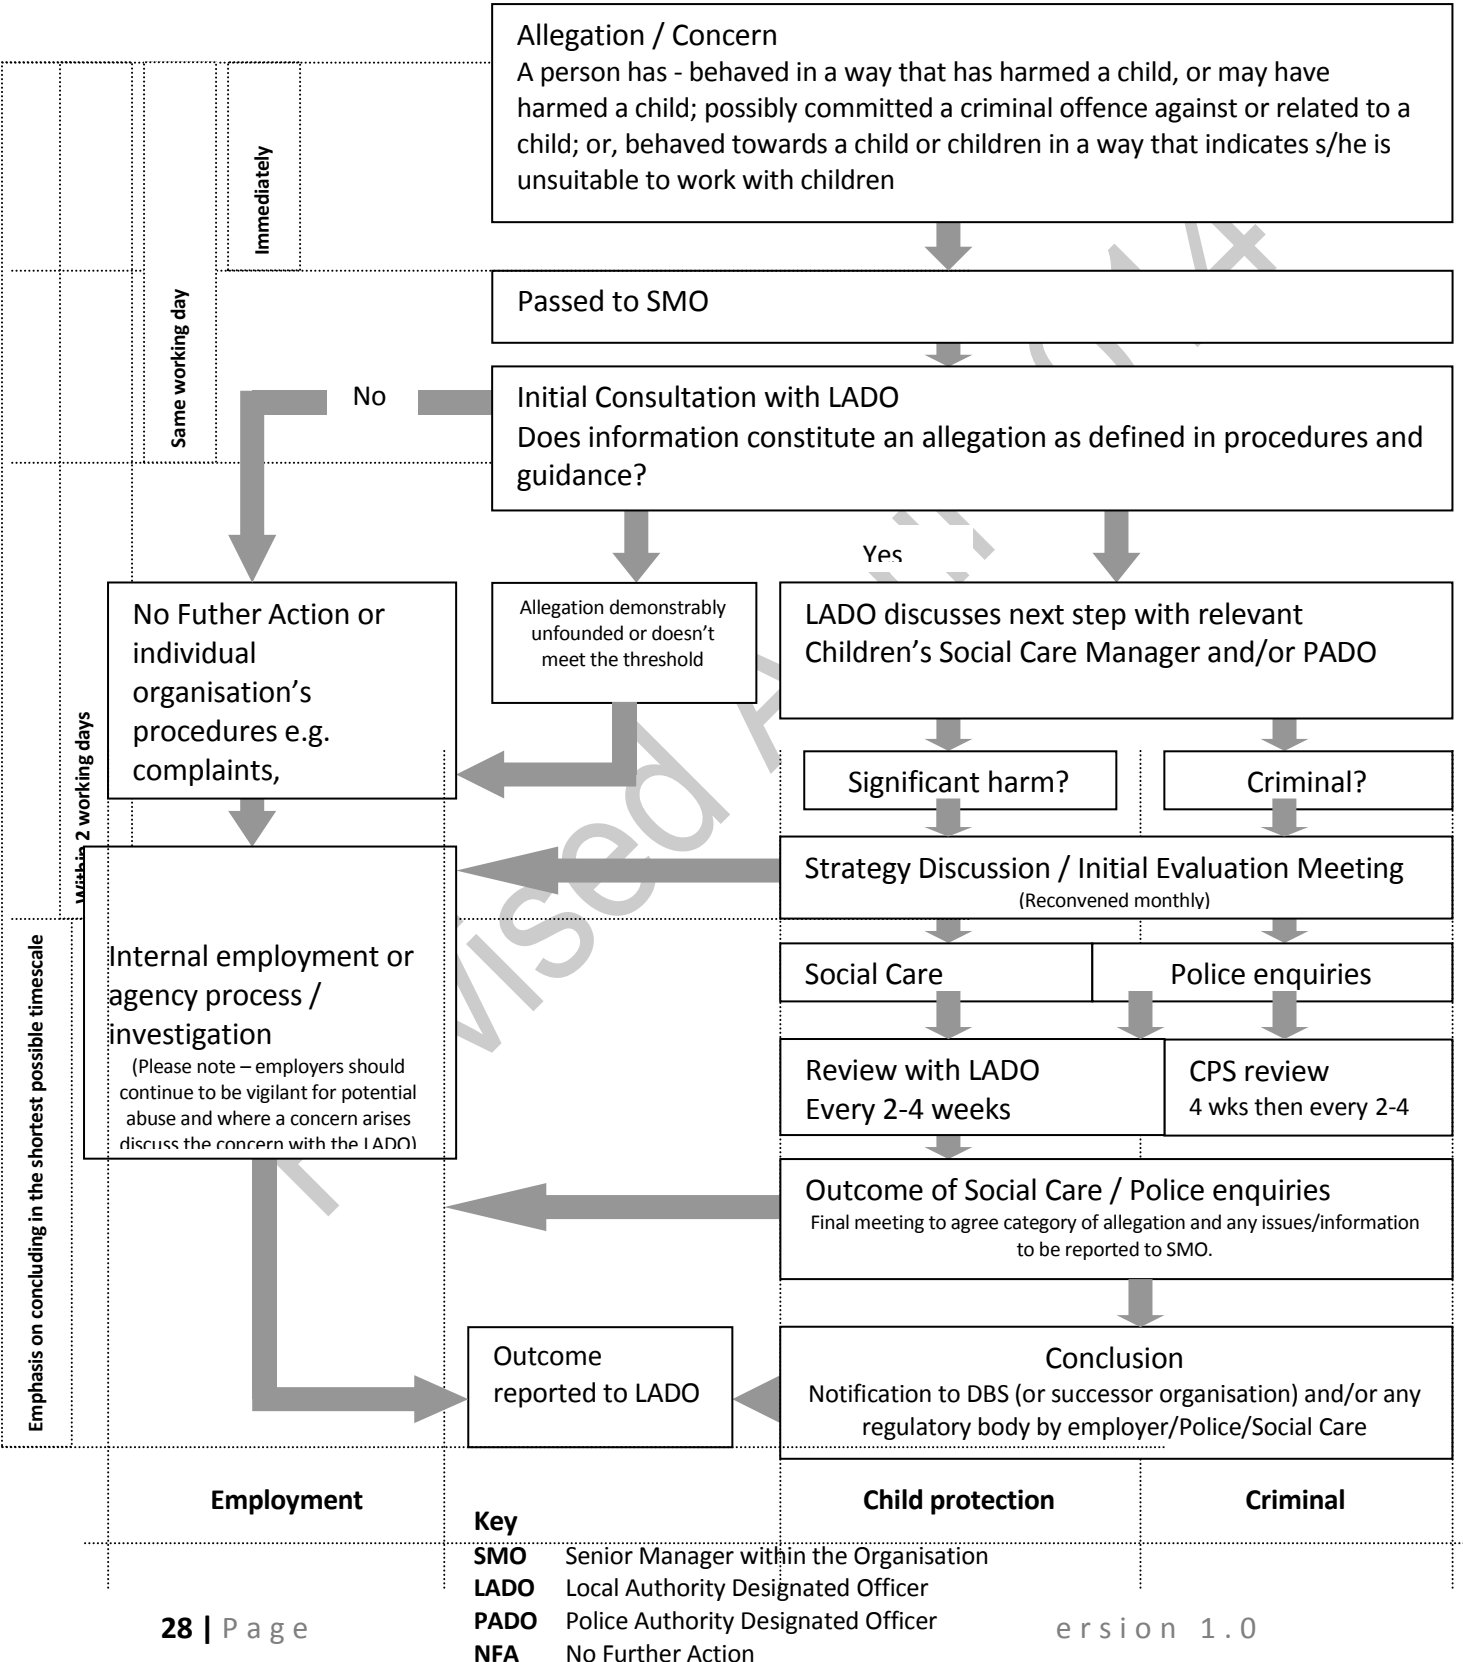 Allegation / Concern
A person has - behaved in a way that has harmed a child, or may have
harmed a child; possibly committed a criminal offence against or related to a
child; or, behaved towards a child or children in a way that indicates s/he is
unsuitable to work with children
Immediately
Passed to SMO
Same working day
No
Initial Consultation with LADO
Does information constitute an allegation as defined in procedures and
guidance?
Yes
No Futher Action or
individual
organisation’s
procedures e.g.
complaints,
Allegation demonstrably
unfounded or doesn’t
meet the threshold
LADO discusses next step with relevant
Children’s Social Care Manager and/or PADO
Within 2 working days
Significant harm?
Criminal?
Strategy Discussion / Initial Evaluation Meeting
(Reconvened monthly)
Internal employment or
agency process /
investigation
(Please note – employers should
continue to be vigilant for potential
abuse and where a concern arises
discuss the concern with the LADO)
Social Care
Police enquiries
Review with LADO
Every 2-4 weeks
CPS review
4 wks then every 2-4
Emphasis on concluding in the shortest possible timescale
Outcome of Social Care / Police enquiries
Final meeting to agree category of allegation and any issues/information
to be reported to SMO.
Outcome
reported to LADO
Conclusion
Notification to DBS (or successor organisation) and/or any
regulatory body by employer/Police/Social Care
Employment
Child protection
Criminal
Key
SMO Senior Manager within the Organisation
LADO Local Authority Designated Officer
PADO Police Authority Designated Officer
NFA No Further Action
28 | Page
ersion 1.0